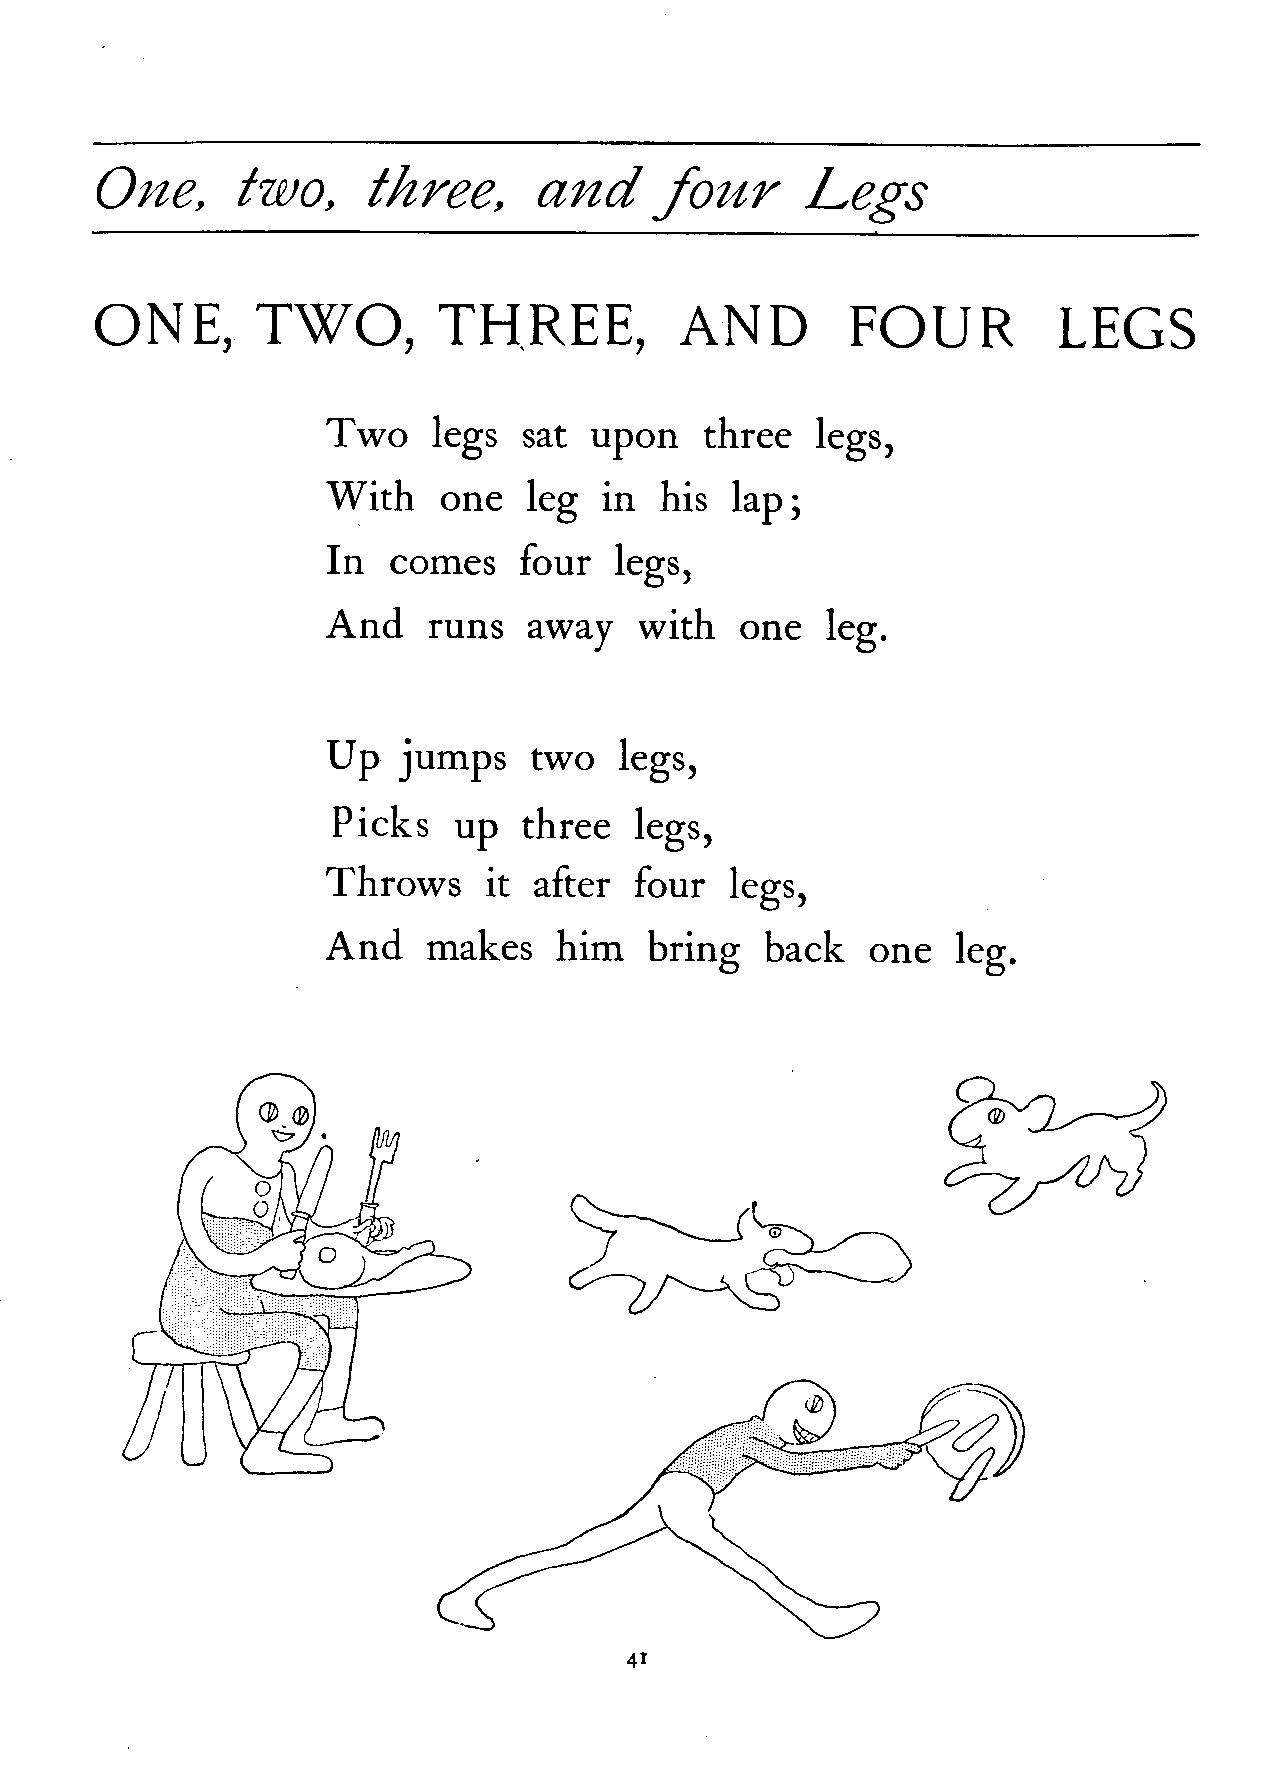 One, two, three, and four Legs
ONE, TWO, THREE, AND FOUR LEGS
Two legs sat upon three legs,
With one leg in his lap;
In comes four legs,
And runs away with one leg.
Up jumps two legs,
Picks up three legs,
Throws it after four legs,
And makes him bring back one leg.
41